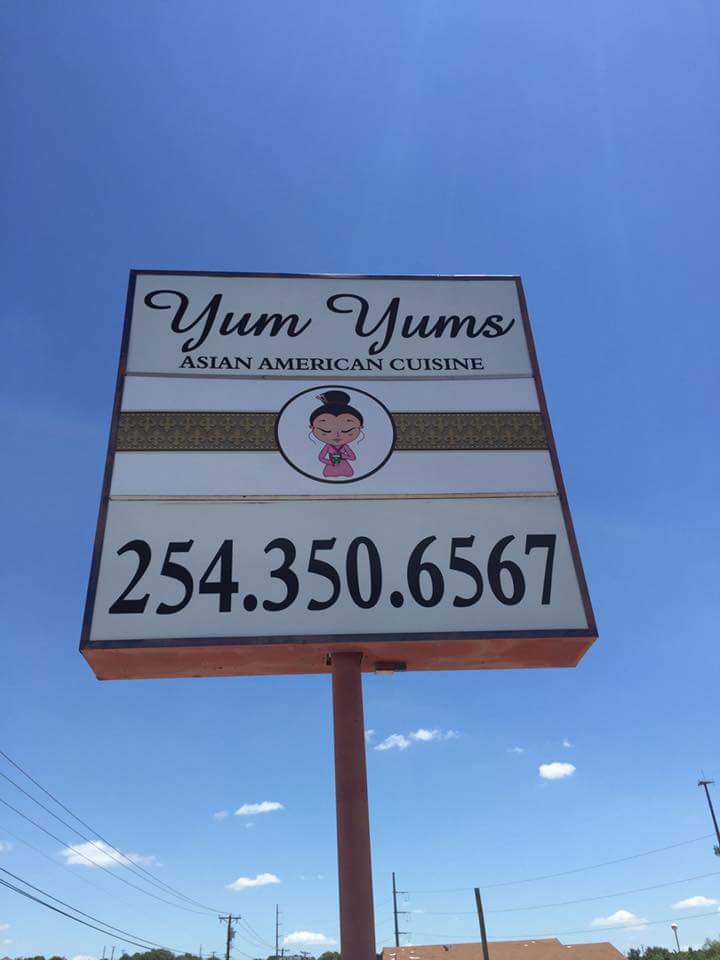 Yum Yums
ASIAN AMERICAN CUISINE
254.350.6567